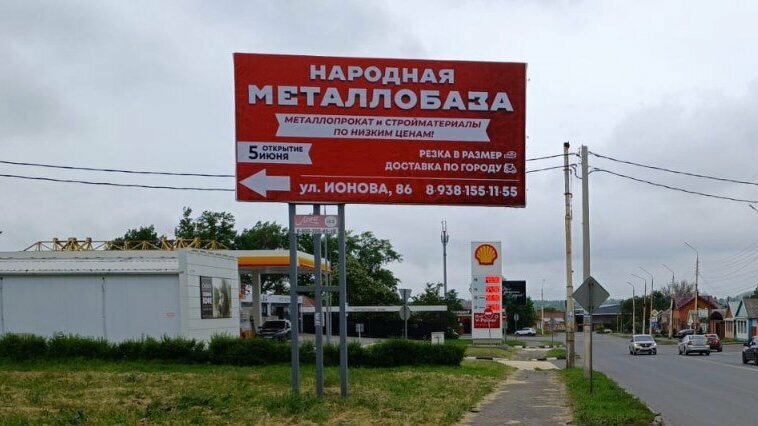 НАРОДНАЯ
МЕТАЛЛОБАЗА
МЕТАЛЛОПРОКАТ и СТРОЙМАТЕРИАЛЫ
ПО НИЗКИМ ЦЕНАМ!
5 ОТКРЫТИЕ
ИЮНЯ
РЕЗКА В РАЗМЕР
ДОСТАВКА ПО ГОРОДУ
ул. ИОНОВА, 86 8-938-155-11-55